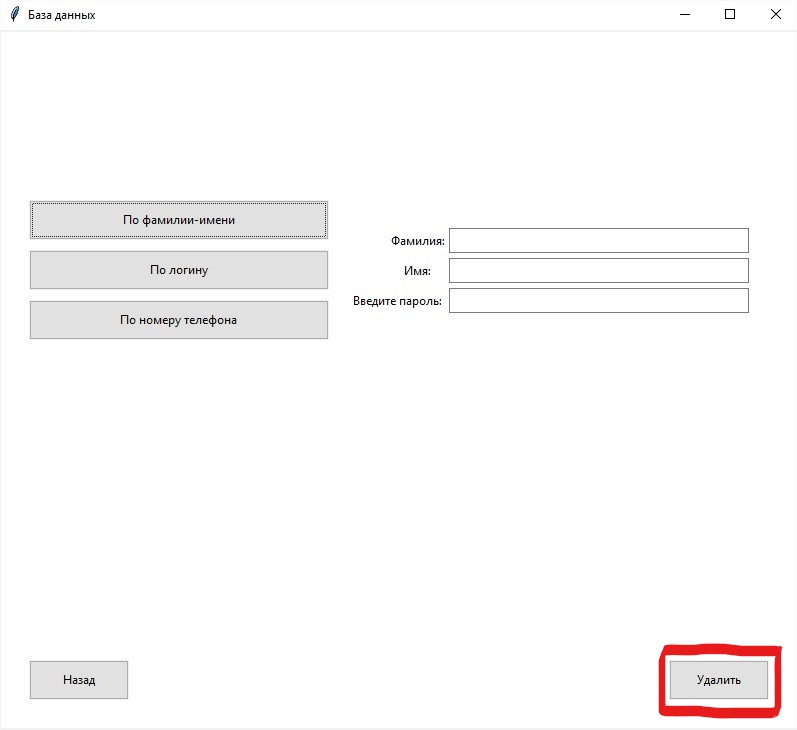 База данных
По фамилии-имени
По логину
По номеру телефона
Фамилия:
Имя:
Введите пароль:
Назад
Удалить